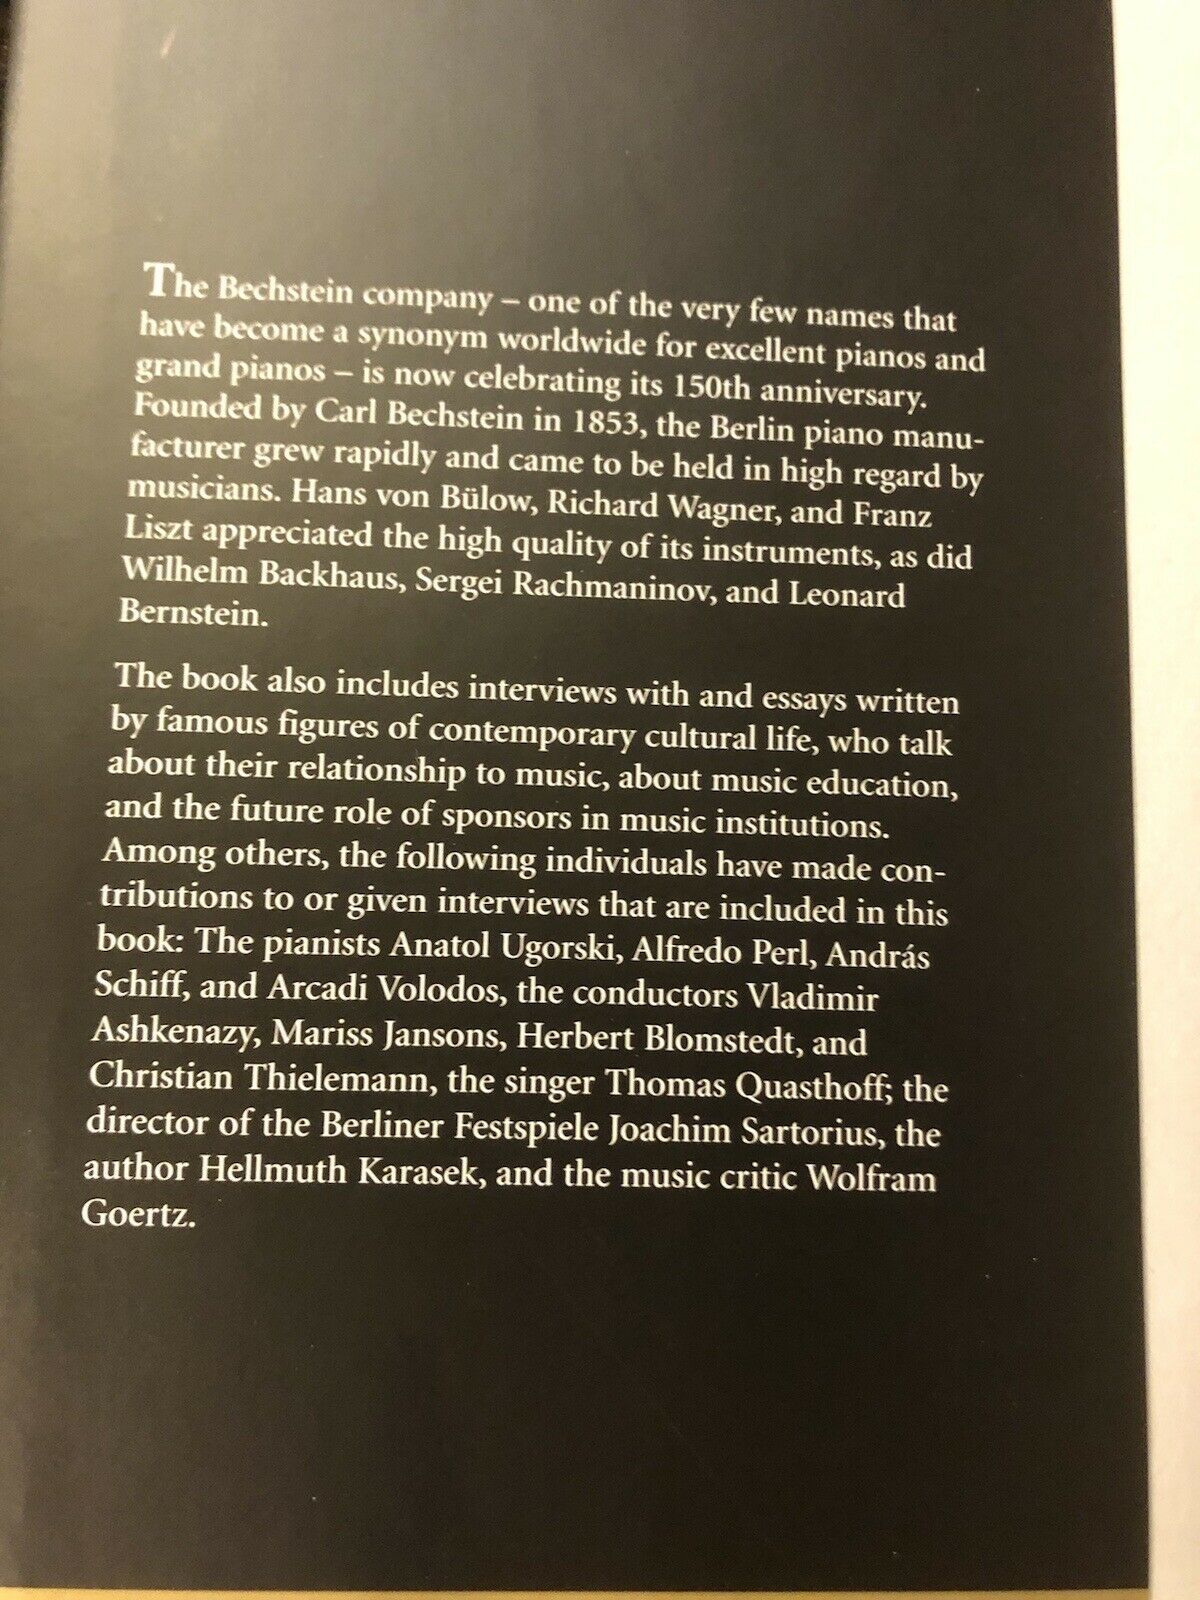 The Bechstein company – one of the very few names that
have become a synonym worldwide for excellent pianos and
grand pianos – is now celebrating its 150th anniversary.
Founded by Carl Bechstein in 1853, the Berlin piano manu-
facturer grew rapidly and came to be held in high regard by
musicians. Hans von Bülow, Richard Wagner, and Franz
Liszt appreciated the high quality of its instruments, as did
Wilhelm Backhaus, Sergei Rachmaninov, and Leonard
Bernstein.
The book also includes interviews with and essays written
by famous figures of contemporary cultural life, who talk
about their relationship to music, about music education,
and the future role of sponsors in music institutions.
Among others, the following individuals have made con-
tributions to or given interviews that are included in this
book: The pianists Anatol Ugorski, Alfredo Perl, András
Schiff, and Arcadi Volodos, the conductors Vladimir
Ashkenazy, Mariss Jansons, Herbert Blomstedt, and
Christian Thielemann, the singer Thomas Quasthoff; the
director of the Berliner Festspiele Joachim Sartorius, the
author Hellmuth Karasek, and the music critic Wolfram
Goertz.